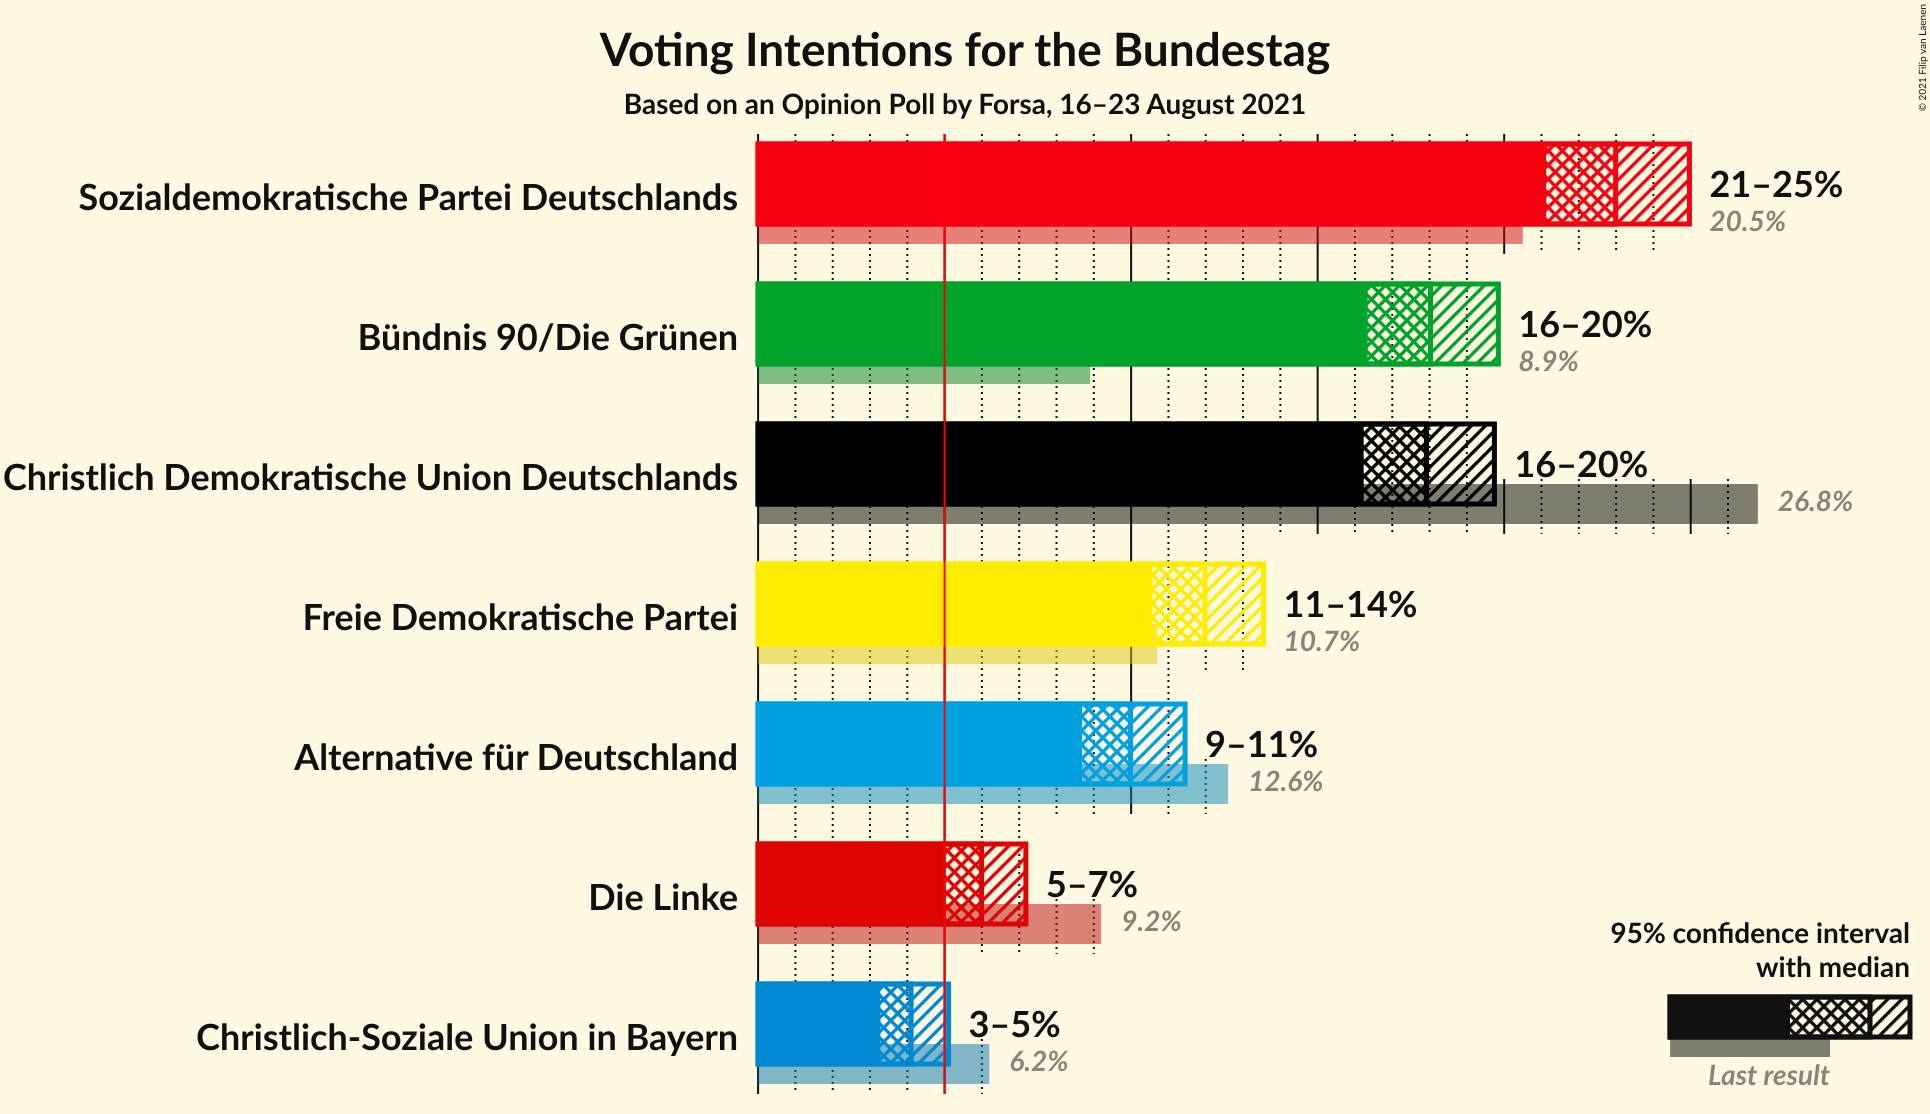 Voting Intentions for the Bundestag
Based on an Opinion Poll by Forsa, 16–23 August 2021
© 2021 Filip van Laenen
Sozialdemokratische Partei Deutschlands
21–25%
20.5%
Bündnis 90/Die Grünen
16–20%
8.9%
Christlich Demokratische Union Deutschlands
16–20%
26.8%
Freie Demokratische Partei
11–14%
10.7%
Alternative für Deutschland
9–11%
12.6%
Die Linke
5–7%
9.2%
Christlich-Soziale Union in Bayern
3–5%
6.2%
95% confidence interval
with median
Last result